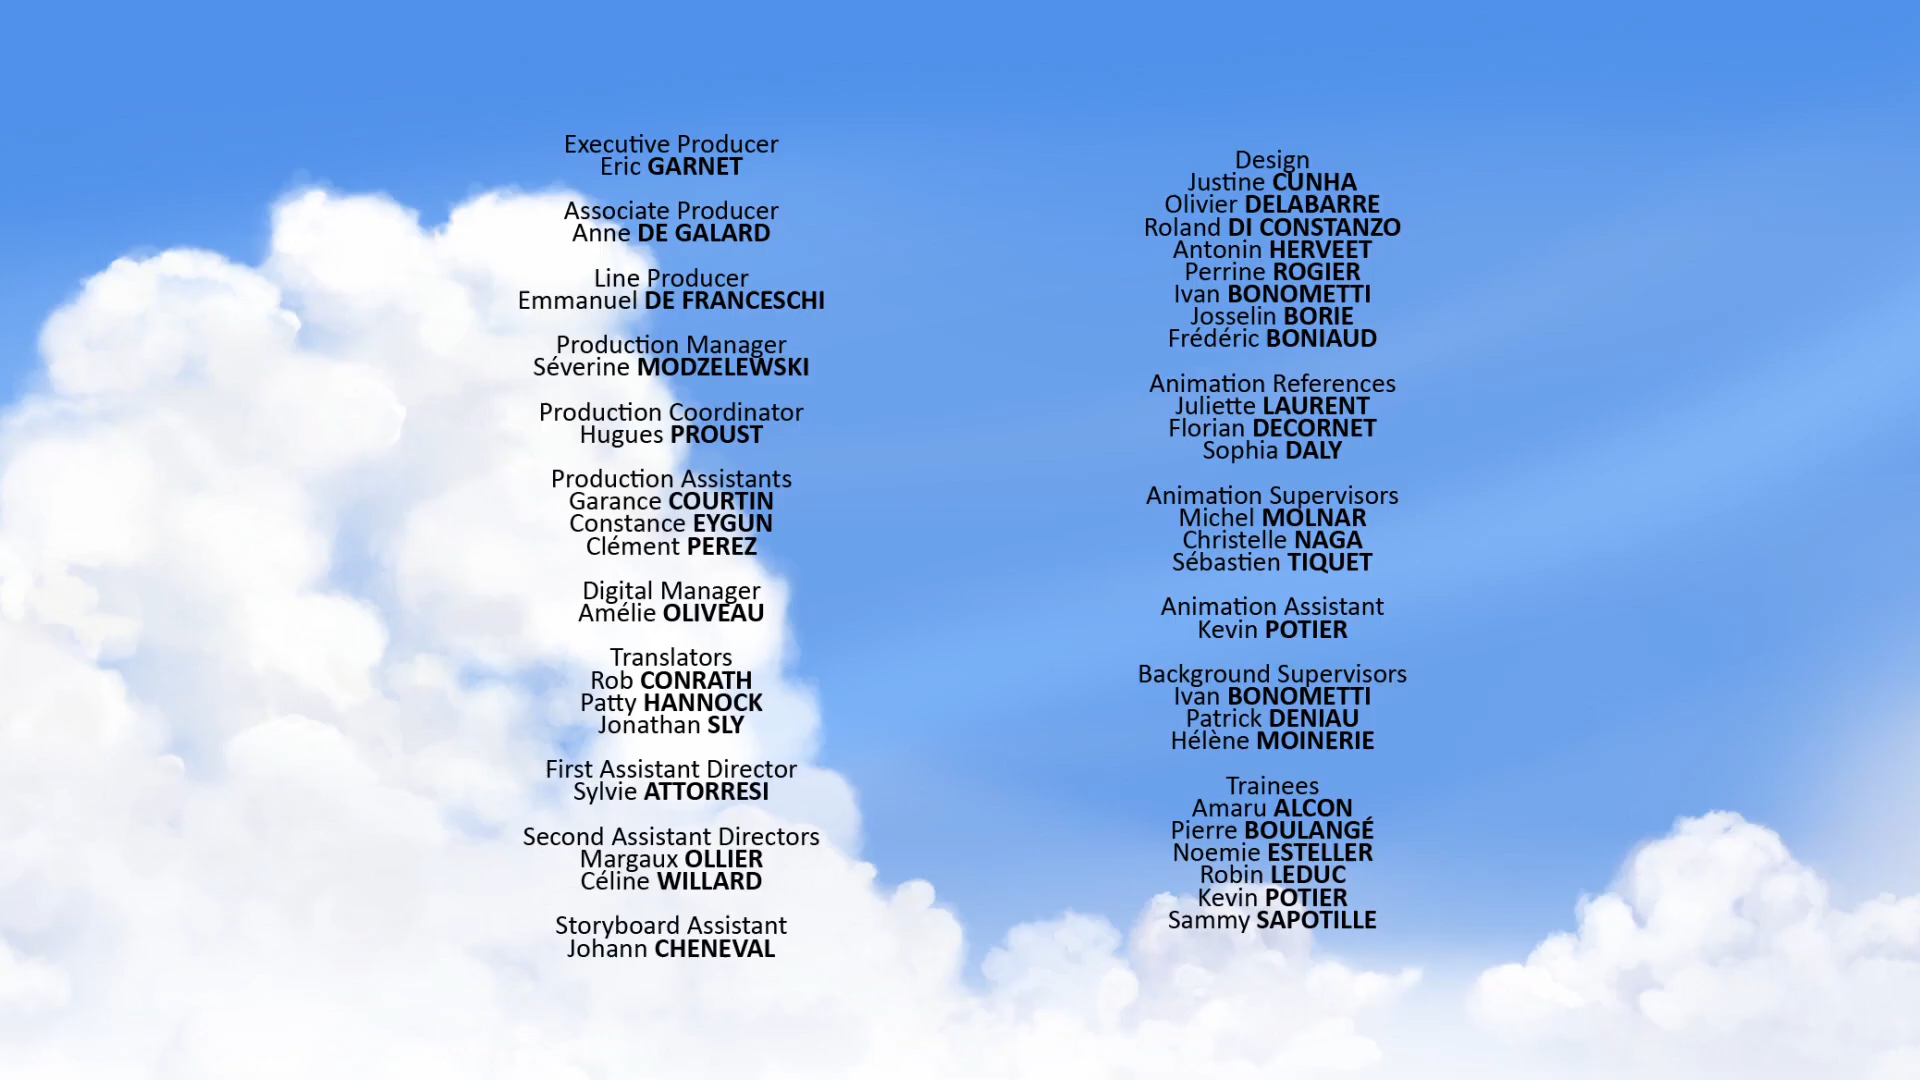 Executive Producer
Eric GARNET
Associate Producer
Anne DE GALARD
Line Producer
Emmanuel DE FRANCESCHI
Production Manager
Séverine MODZELEWSKI
Production Coordinator
Hugues PROUST
Production Assistants
Garance COURTIN
Constance EYGUN
Clément PEREZ
Digital Manager
Amélie OLIVEAU
Translators
Rob CONRATH
Patty HANNOCK
Jonathan SLY
First Assistant Director
Sylvie ATTORRESI
Second Assistant Directors
Margaux OLLIER
Céline WILLARD
Storyboard Assistant
Johann CHENEVAL
Design
Justine CUNHA
Olivier DELABARRE
Roland DI CONSTANZO
Antonin HERVEET
Perrine ROGIER
Ivan BONOMETTI
Josselin BORIE
Frédéric BONIAUD
Animation References
Juliette LAURENT
Florian DECORNET
Sophia DALY
Animation Supervisors
Michel MOLNAR
Christelle NAGA
Sébastien TIQUET
Animation Assistant
Kevin POTIER
Background Supervisors
Ivan BONOMETTI
Patrick DENIAU
Hélène MOINERIE
Trainees
Amaru ALCON
Pierre BOULANGÉ
Noemie ESTELLER
Robin LEDUC
Kevin POTIER
Sammy SAPOTILLE